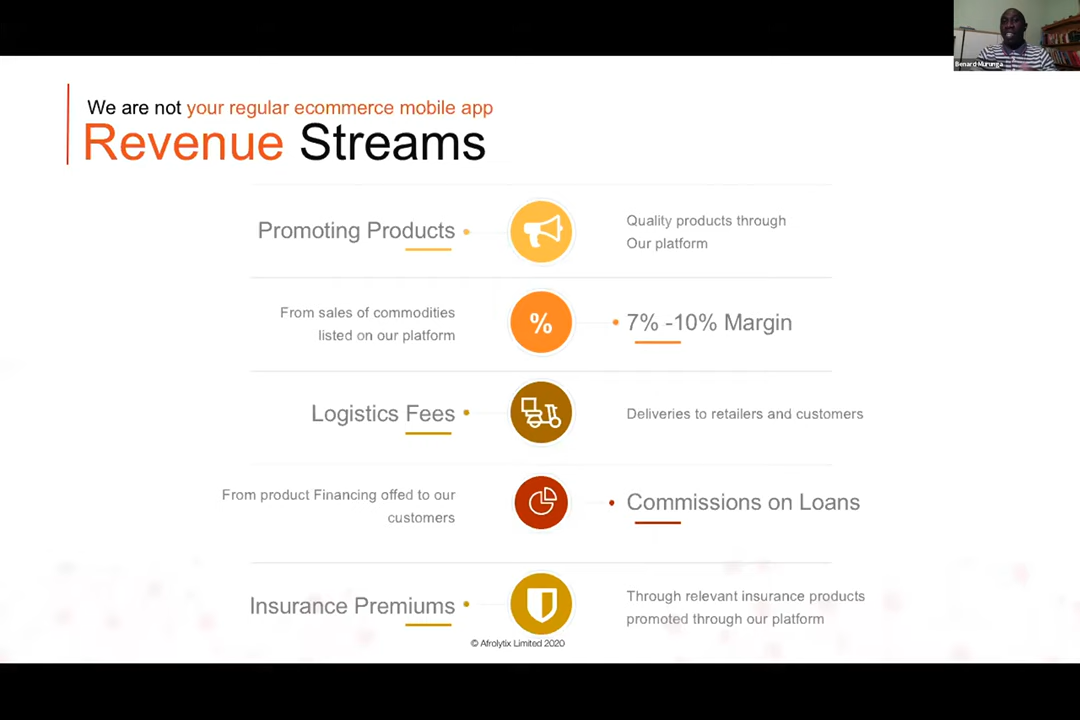 Benard Murunga
We are not your regular ecommerce mobile app
Revenue Streams
Promoting Products
Quality products through
Our platform
From sales of commodities
listed on our platform
%
7% -10% Margin
Logistics Fees
Deliveries to retailers and customers
From product Financing offed to our
customers
Commissions on Loans
Insurance Premiums
Through relevant insurance products
promoted through our platform
© Afrolytix Limited 2020